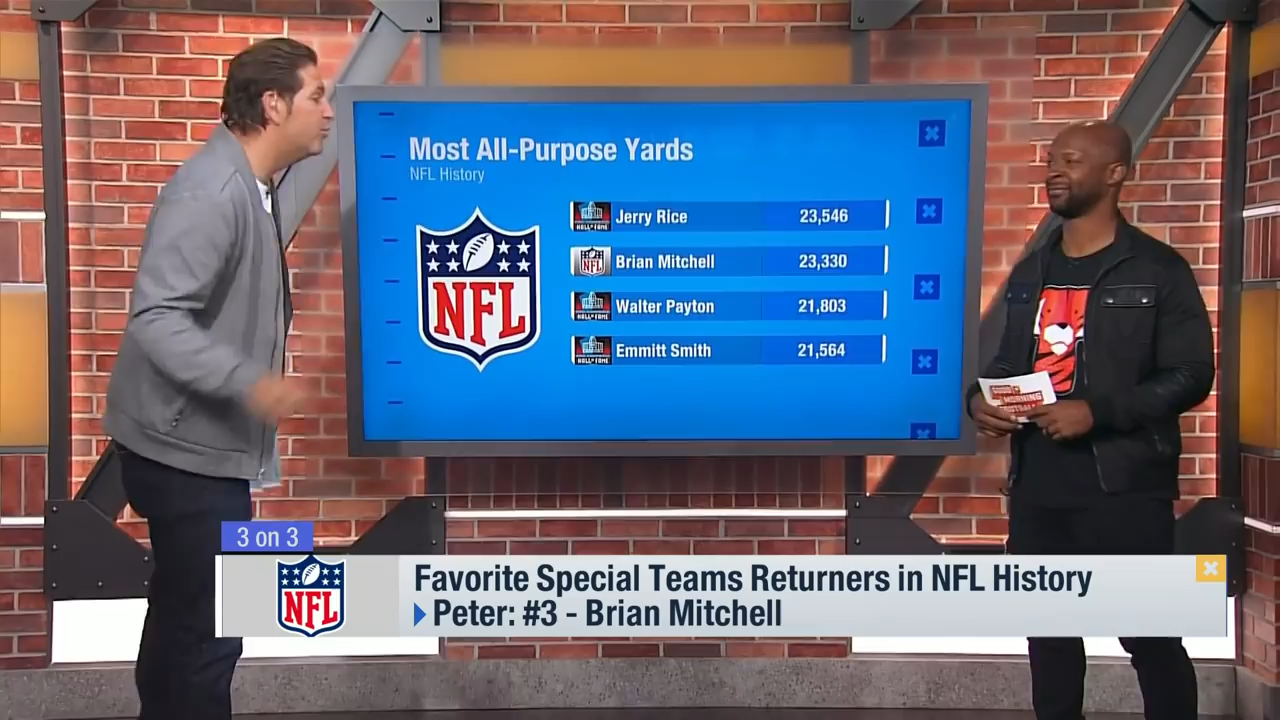 Most All-Purpose Yards
NFL History
Jerry Rice 23,546
Brian Mitchell 23,330
Walter Payton 21,803
Emmitt Smith 21,564
NFL
MORNING
FOOTBALL
3 on 3
NFL
Favorite Special Teams Returners in NFL History
Peter: #3 - Brian Mitchell